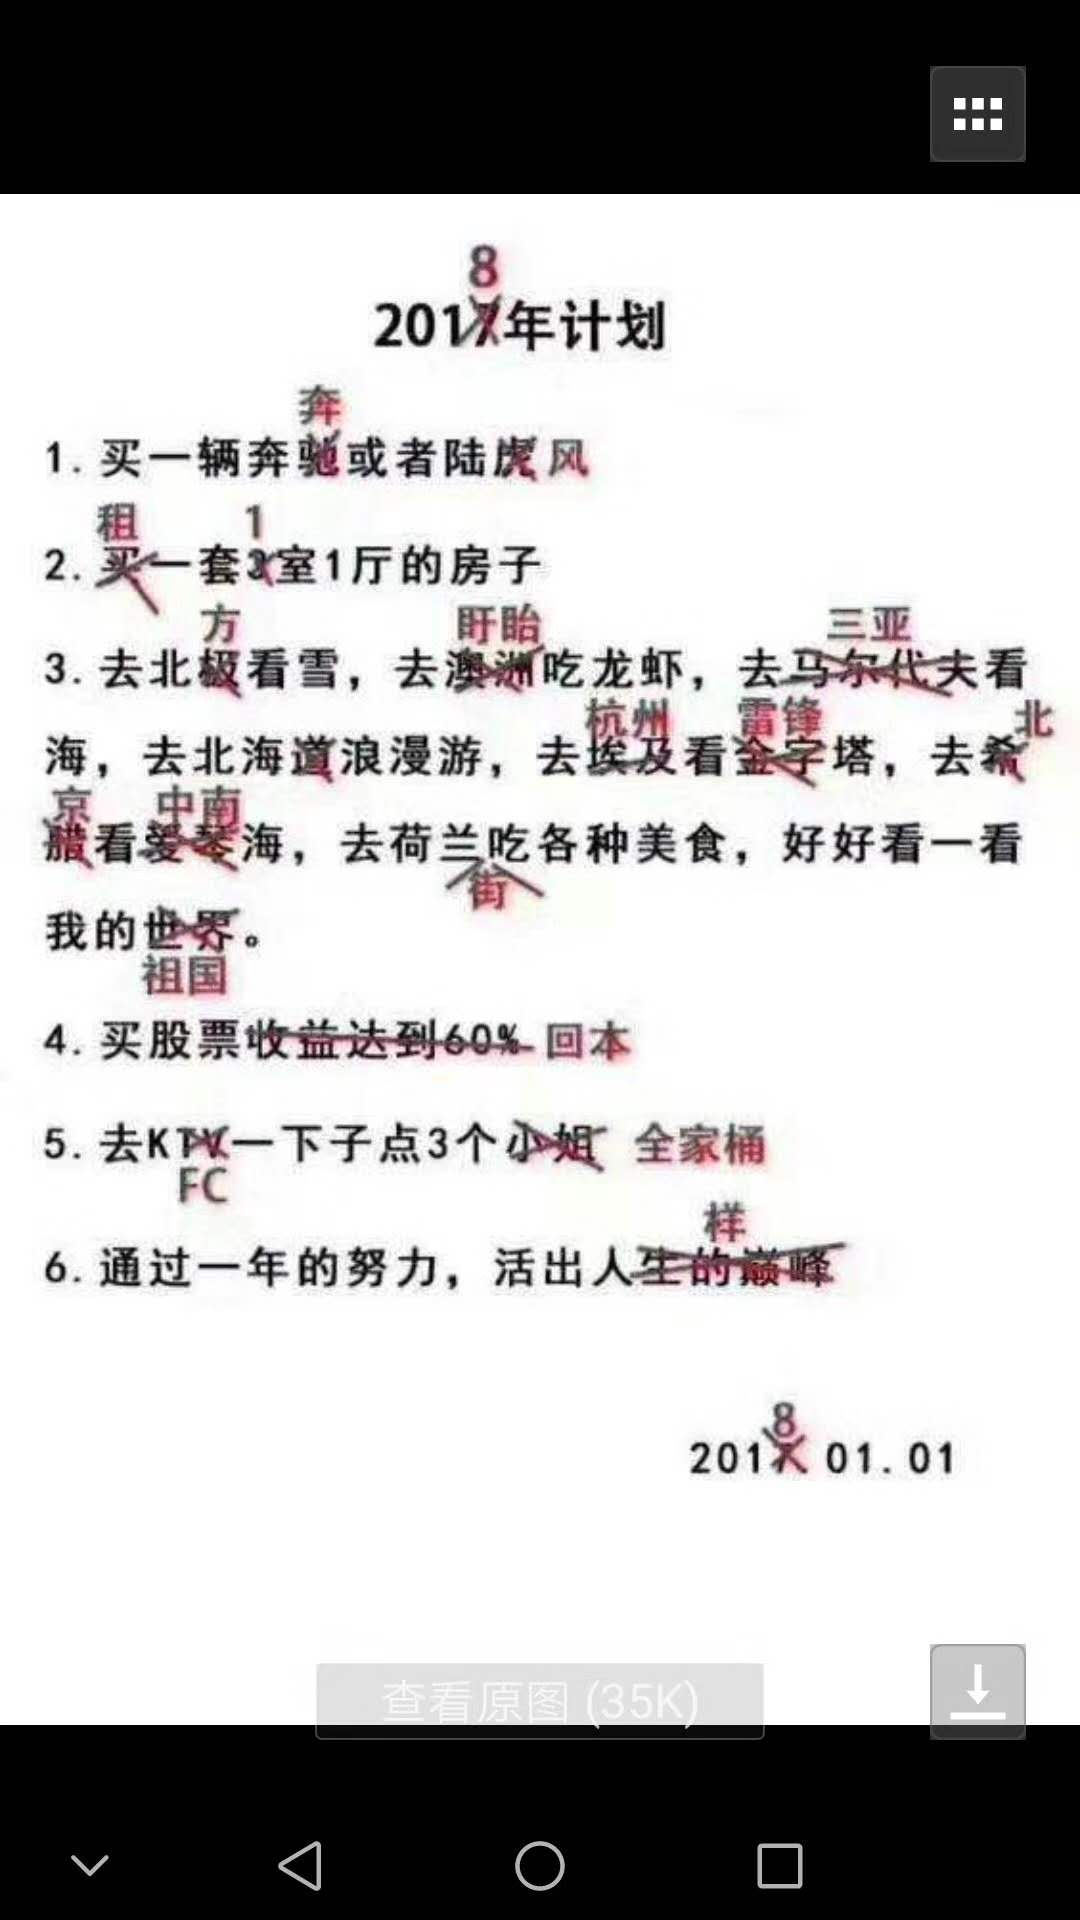 8
2017年计划
奔
1. 买一辆奔驰或者陆虎 风
租 1
2. 买一套3室1厅的房子
方 盱眙 三亚
3. 去北极看雪，去澳洲吃龙虾，去马尔代夫看
杭州 雷锋 北
海，去北海道浪漫游，去埃及看金字塔，去希
京 中南
腊看爱琴海，去荷兰吃各种美食，好好看一看
街
我的世界。
祖国
4. 买股票收益达到60% 回本
5. 去KTV一下子点3个小姐 全家桶
FC
样
6. 通过一年的努力，活出人生的巅峰
8
2017 01.01
查看原图 (35K)